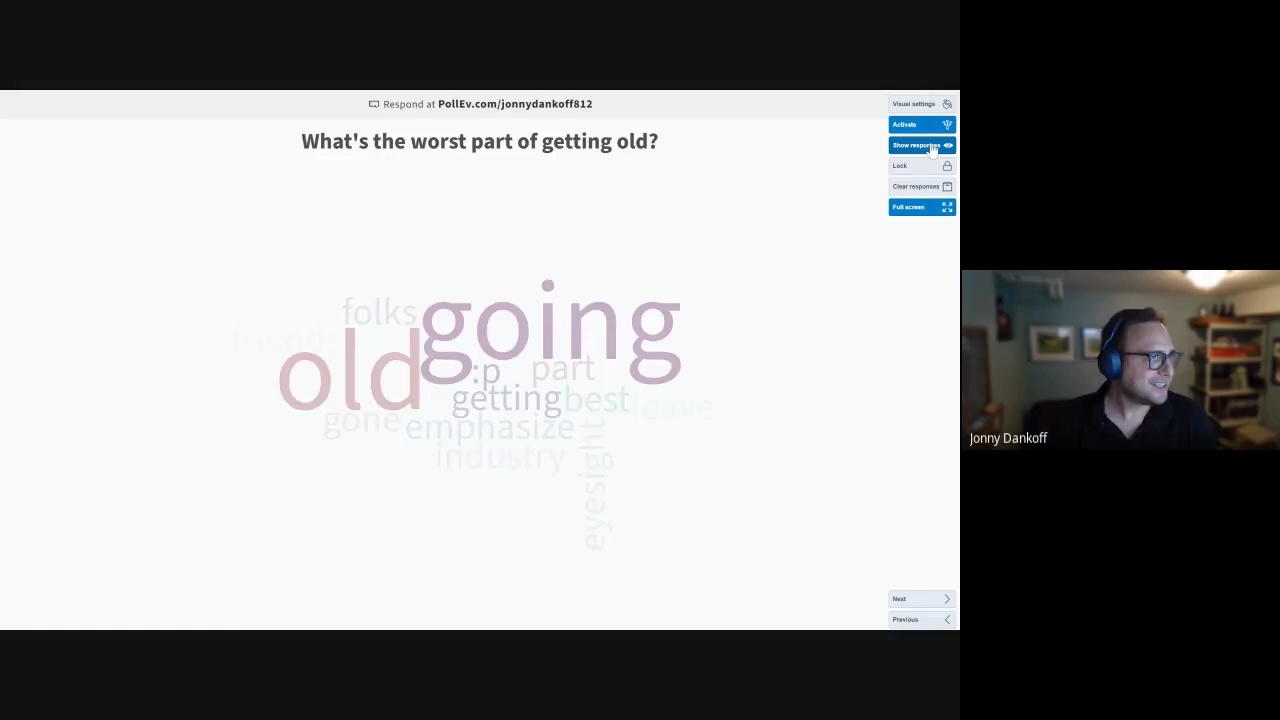 Respond at PollEv.com/jonnydankoff812
What's the worst part of getting old?
Visual settings
Activate
Show responses
Lock
Clear responses
Full screen
folks
going
old
:p
part
getting
best
leave
gone
emphasize
industry
eyesight
Jonny Dankoff
Next
Previous